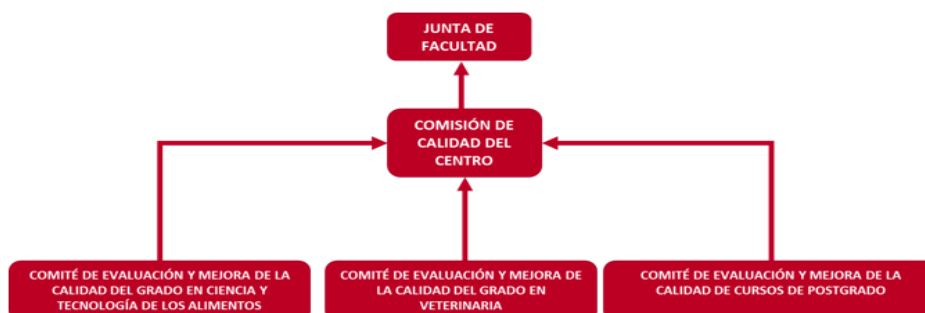 JUNTA DE
FACULTAD
COMISIÓN DE
CALIDAD DEL
CENTRO
COMITÉ DE EVALUACIÓN Y MEJORA DE LA
CALIDAD DEL GRADO EN CIENCIA Y
TECNOLOGÍA DE LOS ALIMENTOS
COMITÉ DE EVALUACIÓN Y MEJORA DE
LA CALIDAD DEL GRADO EN
VETERINARIA
COMITÉ DE EVALUACIÓN Y MEJORA DE LA
CALIDAD DE CURSOS DE POSTGRADO